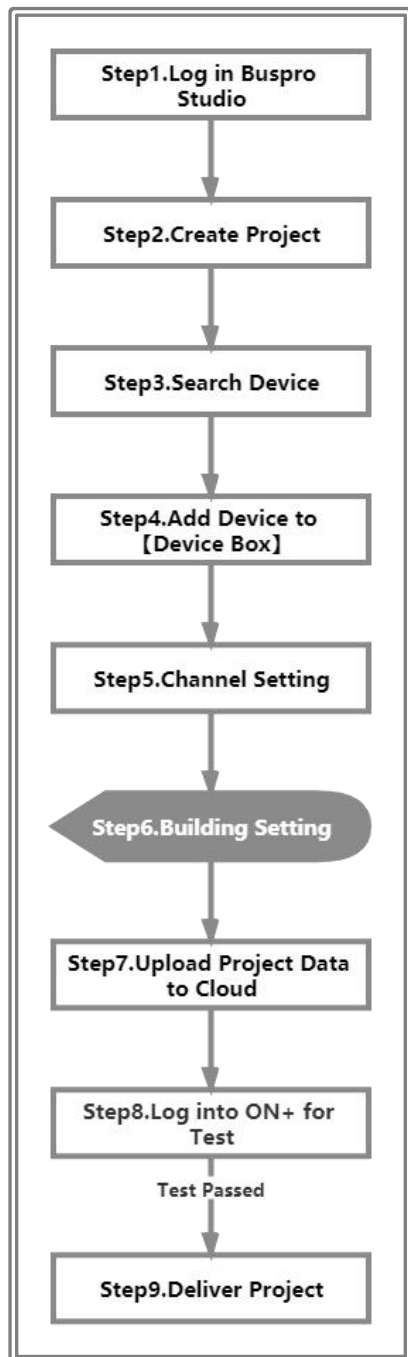 Step1.Log in Buspro
Studio
Step2.Create Project
Step3.Search Device
Step4.Add Device to
【Device Box】
Step5.Channel Setting
Step6.Building Setting
Step7.Upload Project Data
to Cloud
Step8.Log into ON+ for
Test
Test Passed
Step9.Deliver Project